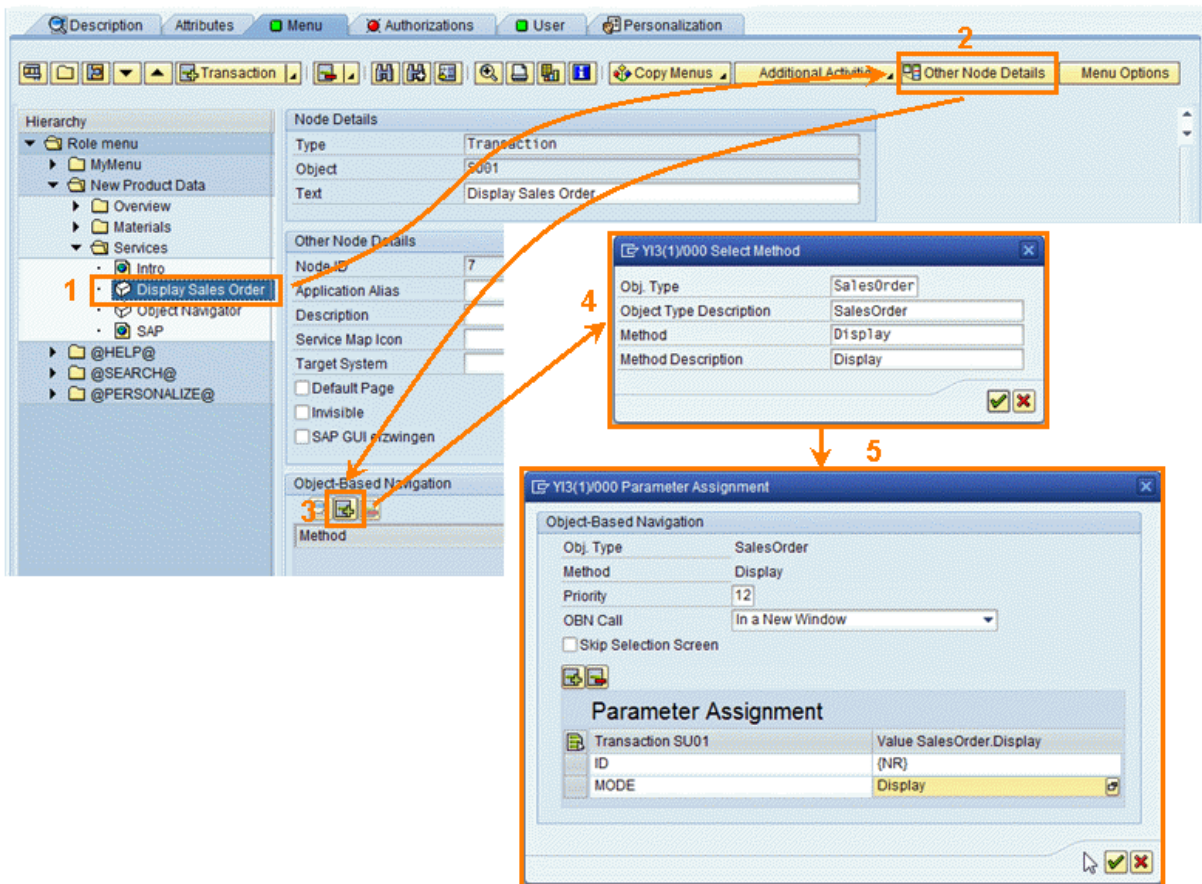 Description Attributes Menu Authorizations User Personalization
2
Transaction Copy Menus Additional Other Node Details Menu Options
Hierarchy
Role menu
MyMenu
New Product Data
Overview
Materials
Services
Intro
1 Display Sales Order
Object Navigator
SAP
@HELP@
@SEARCH@
@PERSONALIZE@
Node Details
Type Transaction
Object SU01
Text Display Sales Order
Other Node Details
Node ID 7
Application Alias
Description
Service Map Icon
Target System
Default Page
Invisible
SAP GUI erzwingen
Object-Based Navigation
3
Method
4
YI3(1)/000 Select Method
Obj. Type SalesOrder
Object Type Description SalesOrder
Method Display
Method Description Display
5
YI3(1)/000 Parameter Assignment
Object-Based Navigation
Obj. Type SalesOrder
Method Display
Priority 12
OBN Call In a New Window
Skip Selection Screen
Parameter Assignment
Transaction SU01 Value SalesOrder.Display
ID {NR}
MODE Display